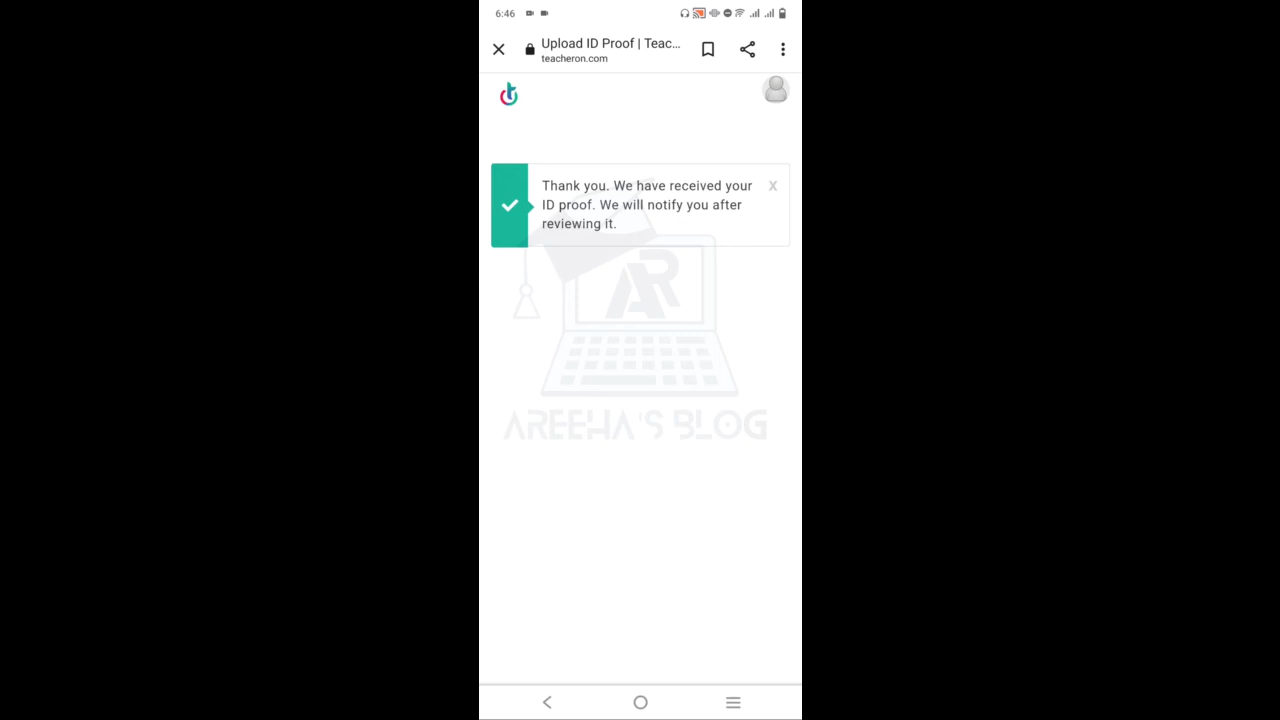 6:46
Upload ID Proof | Teac...
teacheron.com
Thank you. We have received your
ID proof. We will notify you after
reviewing it.
X
AR
AREEHA'S BLOG